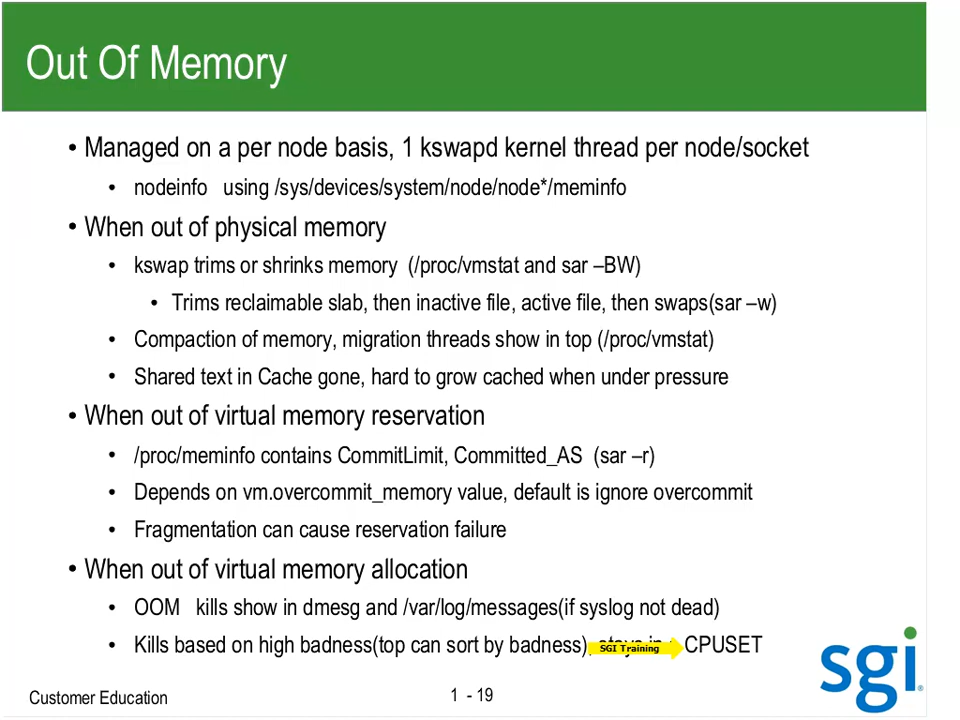 Out Of Memory
• Managed on a per node basis, 1 kswapd kernel thread per node/socket
• nodeinfo using /sys/devices/system/node/node*/meminfo
• When out of physical memory
• kswap trims or shrinks memory (/proc/vmstat and sar –BW)
• Trims reclaimable slab, then inactive file, active file, then swaps(sar –w)
• Compaction of memory, migration threads show in top (/proc/vmstat)
• Shared text in Cache gone, hard to grow cached when under pressure
• When out of virtual memory reservation
• /proc/meminfo contains CommitLimit, Committed_AS (sar –r)
• Depends on vm.overcommit_memory value, default is ignore overcommit
• Fragmentation can cause reservation failure
• When out of virtual memory allocation
• OOM kills show in dmesg and /var/log/messages(if syslog not dead)
• Kills based on high badness(top can sort by badness) CPUSET
SGI Training
sgi®
Customer Education
1 - 19